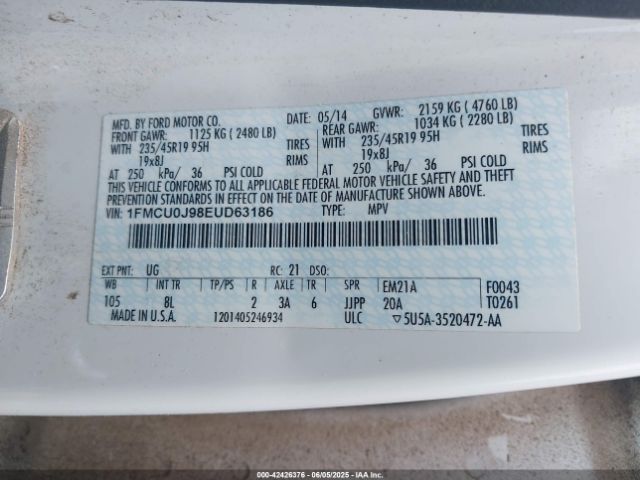 MFD. BY FORD MOTOR CO. DATE: 05/14 GVWR: 2159 KG (4760 LB)
FRONT GAWR: 1125 KG (2480 LB) REAR GAWR: 1034 KG (2280 LB)
WITH 235/45R19 95H TIRES WITH 235/45R19 95H TIRES
19x8J RIMS 19x8J RIMS
AT 250 kPa/ 36 PSI COLD AT 250 kPa/ 36 PSI COLD
THIS VEHICLE CONFORMS TO ALL APPLICABLE FEDERAL MOTOR VEHICLE SAFETY AND THEFT
PREVENTION STANDARDS IN EFFECT ON THE DATE OF MANUFACTURE SHOWN ABOVE.
VIN: 1FMCU0J98EUD63186 TYPE: MPV
EXT PNT: UG RC: 21 DSO:
WB INT TR TP/PS R AXLE TR SPR EM21A F0043
105 8L 2 3A 6 JJPP 20A T0261
MADE IN U.S.A. 1201405246934 ULC ▽5U5A-3520472-AA
000-42426376 - 06/05/2025 - IAAI.COM